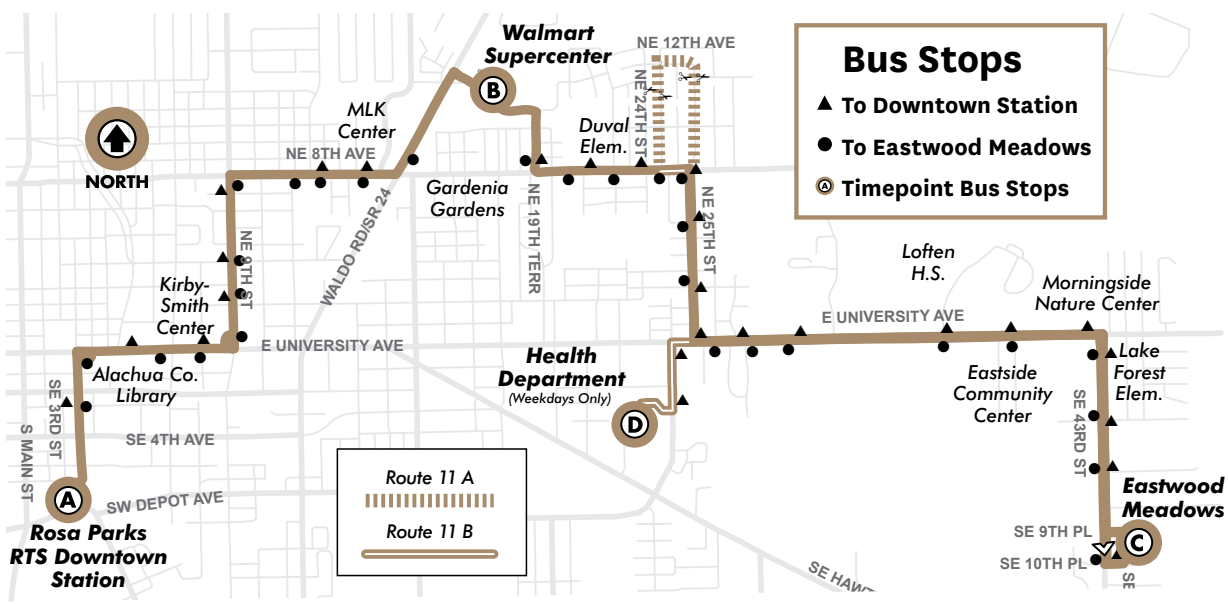 Walmart
Supercenter
B
NE 12TH AVE
NE 24TH ST
Bus Stops
To Downtown Station
To Eastwood Meadows
A
Timepoint Bus Stops
NORTH
MLK
Center
NE 8TH AVE
Duval
Elem.
Gardenia
Gardens
NE 19TH TERR
NE 25TH ST
WALDO RD/SR 24
NE 9TH ST
Kirby-
Smith
Center
Loften
H.S.
Morningside
Nature Center
E UNIVERSITY AVE
E UNIVERSITY AVE
Alachua Co.
Library
Health
Department
(Weekdays Only)
D
Eastside
Community
Center
Lake
Forest
Elem.
SE 3RD ST
S MAIN ST
SE 4TH AVE
SE 43RD ST
A
SW DEPOT AVE
Rosa Parks
RTS Downtown
Station
Route 11 A
Route 11 B
Eastwood
Meadows
SE 9TH PL
C
SE 10TH PL
SE HAWT
SE